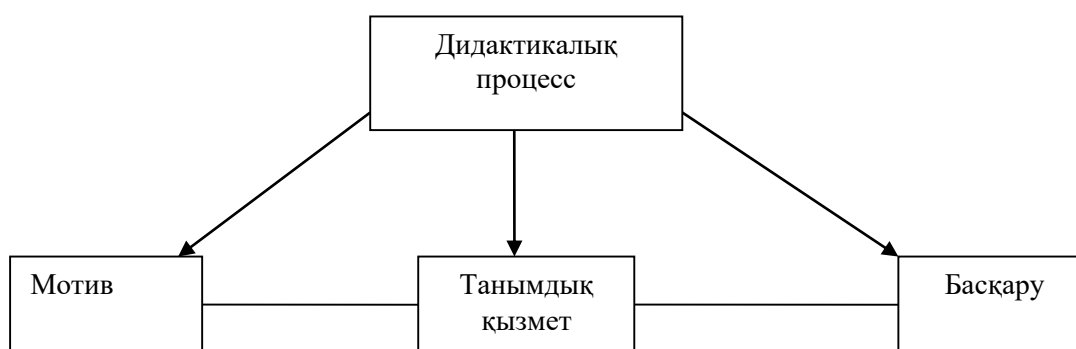 Дидактикалық
процесс
Мотив
Танымдық
қызмет
Басқару